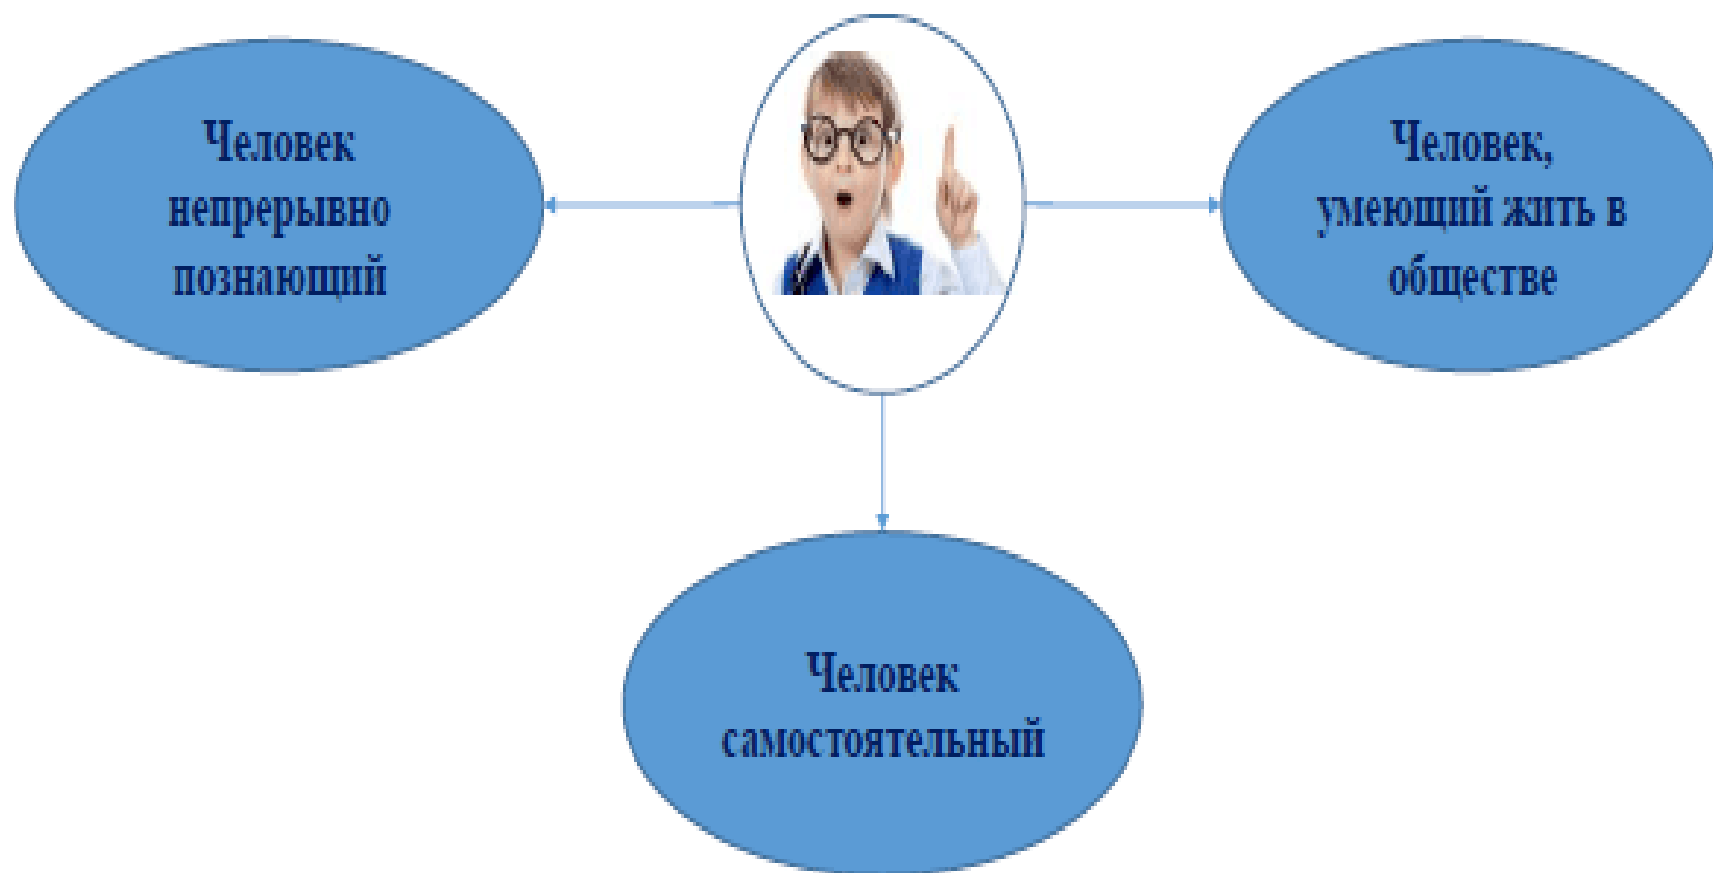 Человек
непрерывно
познающий
Человек,
умеющий жить в
обществе
Человек
самостоятельный